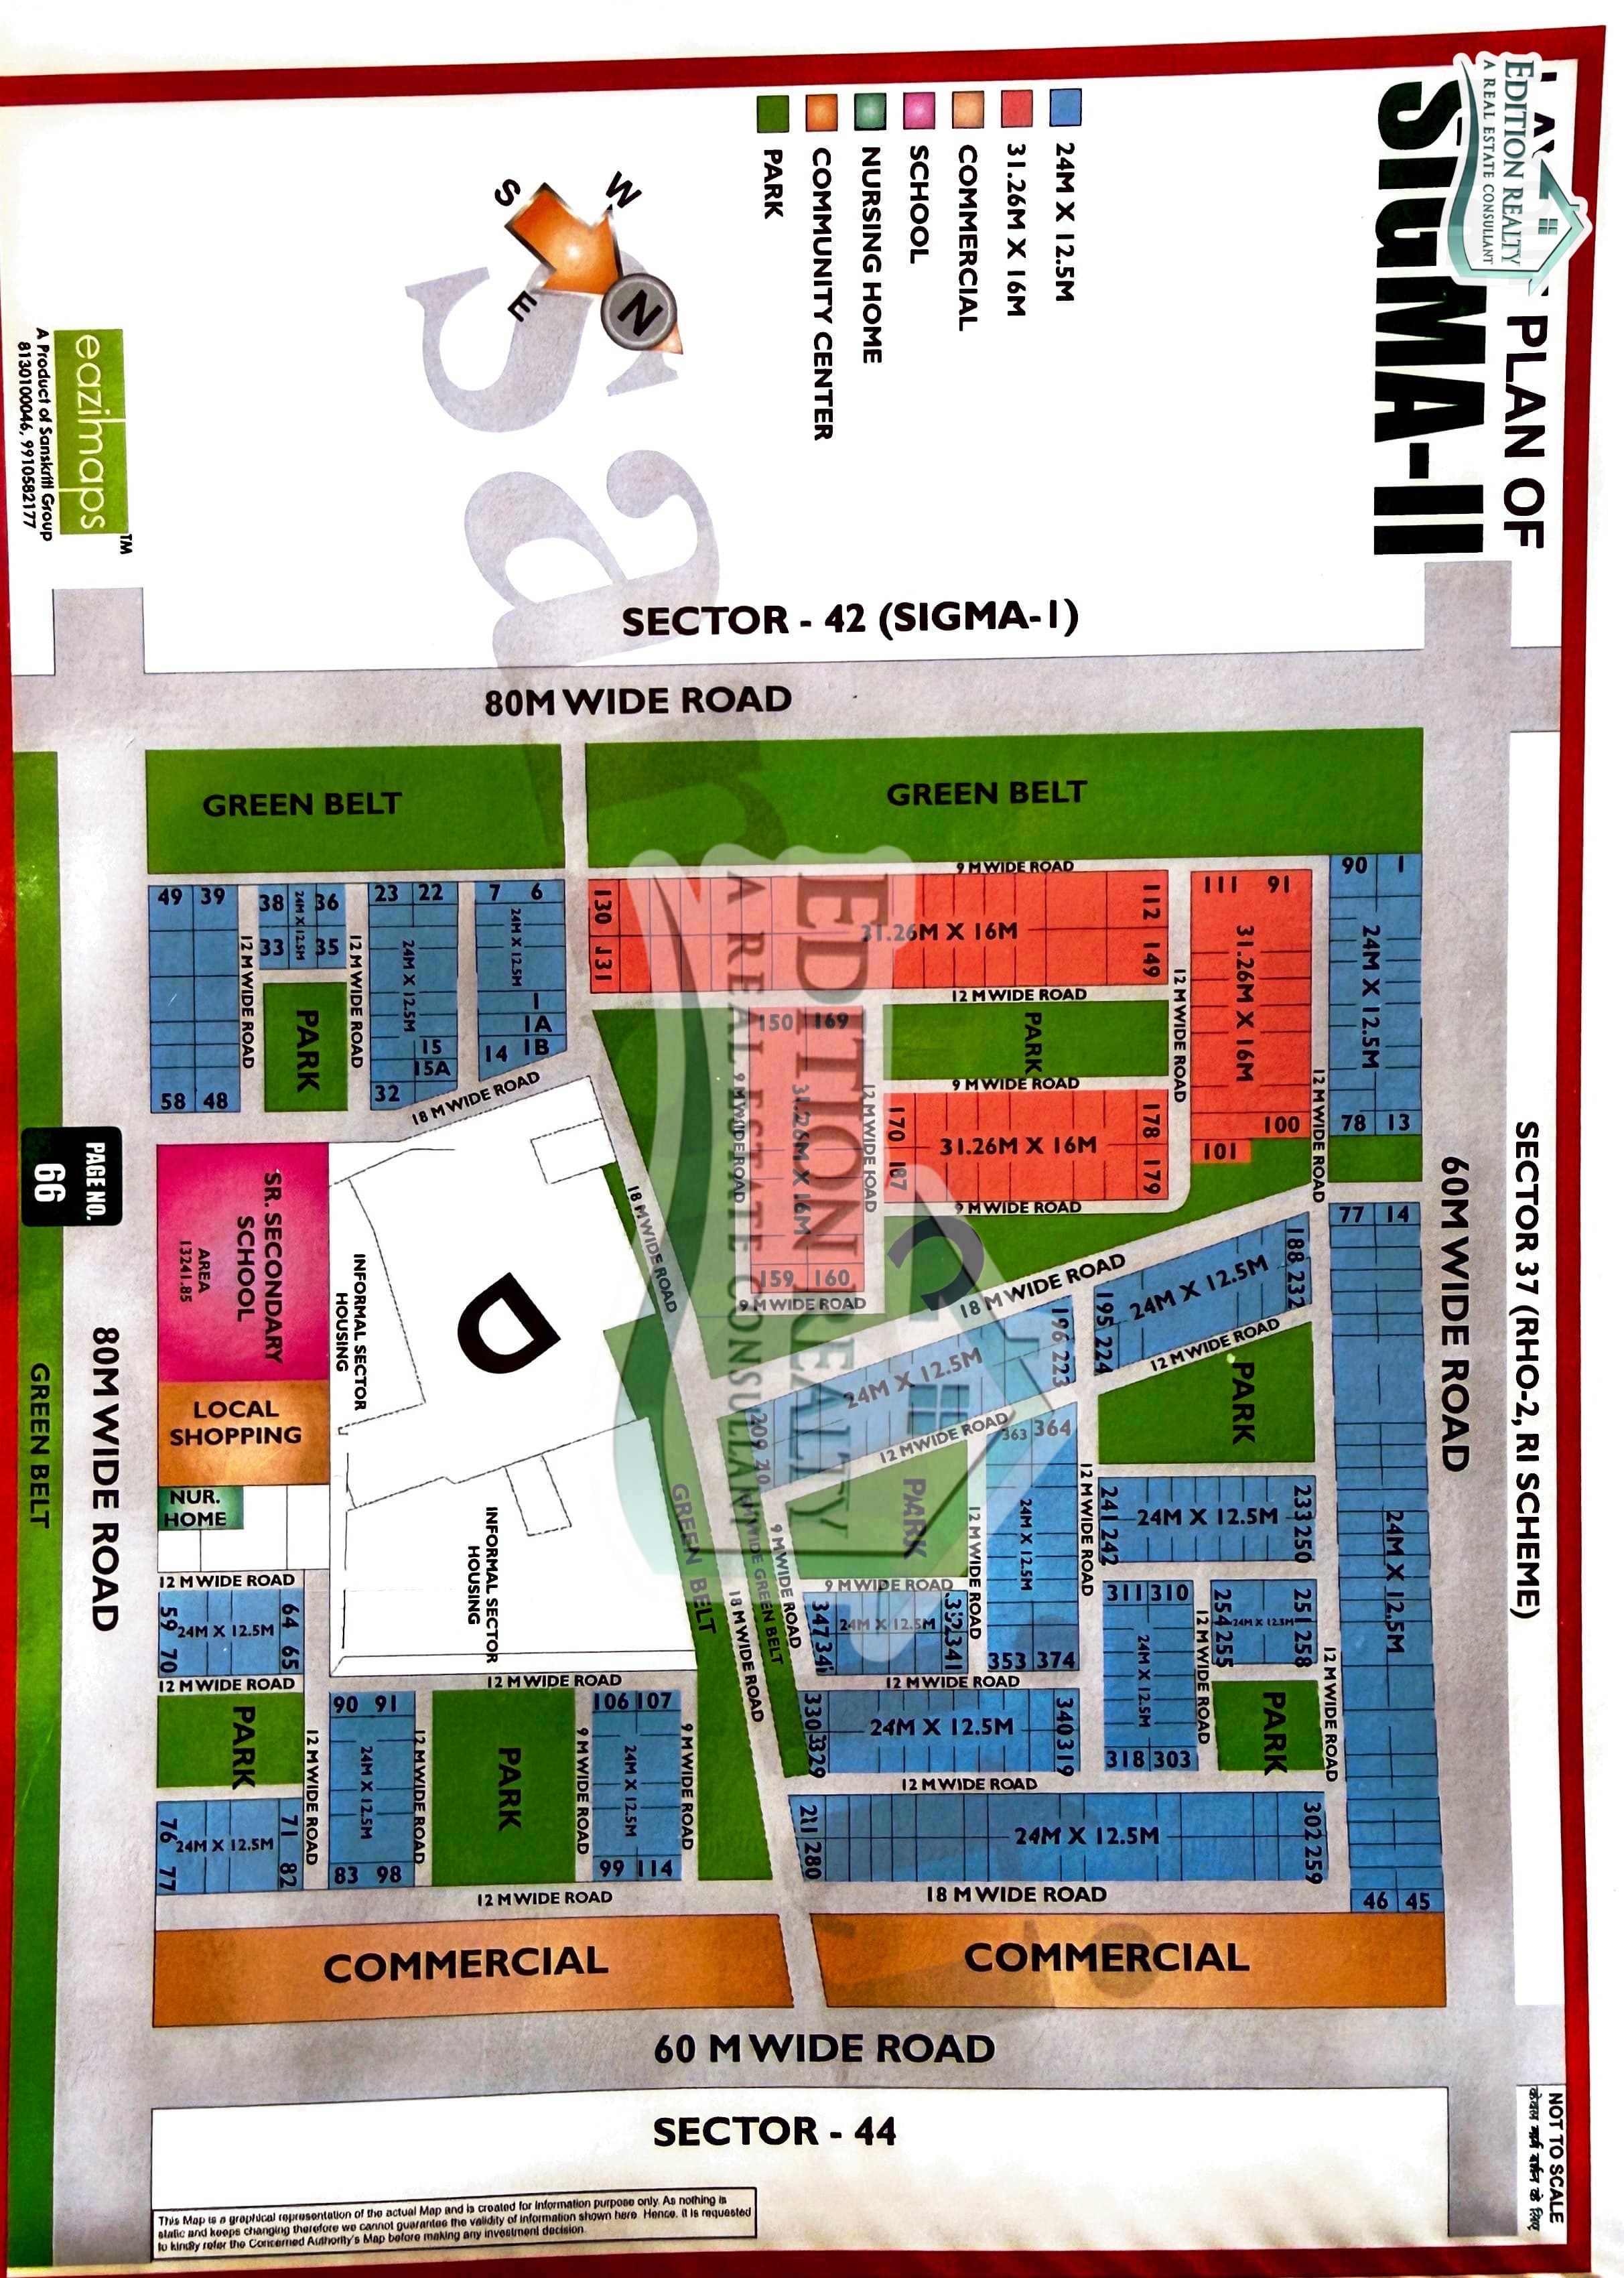 LAYOUT PLAN OF
SIGMA-II
EDITION REALTY
A REAL ESTATE CONSULLANT
SECTOR 37 (RHO-2, RI SCHEME)
NOT TO SCALE
केवल मार्ग दर्शन के लिए
60M WIDE ROAD
1 13
24M X 12.5M
90 78
14 45
24M X 12.5M
77 46
12 M WIDE ROAD
12 M WIDE ROAD
91 100
31.26M X 16M
111 101
12 M WIDE ROAD
188 232
24M X 12.5M
195 224
12 M WIDE ROAD
PARK
233 250
24M X 12.5M
241 242
251 258
24M X 12.5M
254 255
PARK
12 M WIDE ROAD
310 303
24M X 12.5M
311 318
302 259
24M X 12.5M
281 280
18 M WIDE ROAD
COMMERCIAL
60 M WIDE ROAD
SECTOR - 44
24M X 12.5M
31.26M X 16M
COMMERCIAL
SCHOOL
NURSING HOME
COMMUNITY CENTER
PARK
SECTOR - 42 (SIGMA-I)
80M WIDE ROAD
GREEN BELT
9 M WIDE ROAD
112 149
31.26M X 16M
130 131
12 M WIDE ROAD
PARK
9 M WIDE ROAD
178 179
31.26M X 16M
170 187
9 M WIDE ROAD
18 M WIDE ROAD
C
12 M WIDE ROAD
196 223
24M X 12.5M
24M X 12.5M
209
12 M WIDE ROAD
364 374
24M X 12.5M
363 353
12 M WIDE ROAD
PARK
9 M WIDE ROAD
352 341
24M X 12.5M
347 34
12 M WIDE ROAD
340 319
24M X 12.5M
330 329
12 M WIDE ROAD
12 M WIDE ROAD
169 160
31.26M X 16M
150 159
9 M WIDE ROAD
9 M WIDE ROAD
EDITION REALTY
A REAL ESTATE CONSULLANT
9 M WIDE ROAD
WIDE GREEN BELT
18 M WIDE ROAD
GREEN BELT
18 M WIDE ROAD
N
W
S
E
9 M WIDE ROAD
107 114
24M X 12.5M
106 99
9 M WIDE ROAD
12 M WIDE ROAD
PARK
12 M WIDE ROAD
COMMERCIAL
12 M WIDE ROAD
91 98
24M X 12.5M
90 83
12 M WIDE ROAD
D
INFORMAL SECTOR
HOUSING
INFORMAL SECTOR
HOUSING
GREEN BELT
6 1 1A 1B
24M X 12.5M
7 14
18 M WIDE ROAD
22 15 15A
24M X 12.5M
23 32
12 M WIDE ROAD
36 35
24M X 12.5M
38 33
PARK
12 M WIDE ROAD
39 48
49 58
SR. SECONDARY
SCHOOL
AREA
13241.85
LOCAL
SHOPPING
NUR.
HOME
12 M WIDE ROAD
64 65
24M X 12.5M
59 70
12 M WIDE ROAD
PARK
71 82
24M X 12.5M
76 77
This Map is a graphical representation of the actual Map and is created for information purpose only. As nothing is
static and keeps changing therefore we cannot guarantee the validity of information shown here. Hence, it is requested
to kindly refer the Concerned Authority's Map before making any investment decision.
eazimaps TM
A Product of Sanskriti Group
8130100046, 9910582177
PAGE NO.
66
80M WIDE ROAD
GREEN BELT